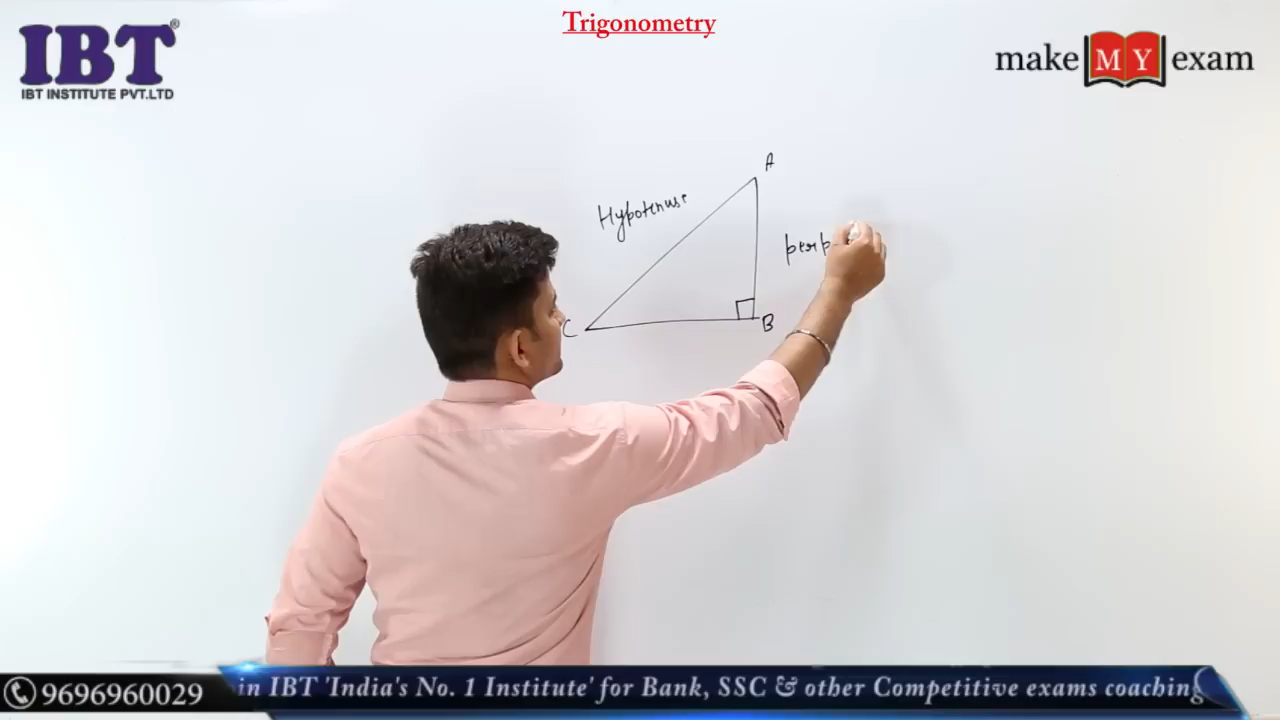 IBT®
IBT INSTITUTE PVT.LTD
Trigonometry
make MY exam
A
Hypotenuse
perp
C
B
9696960029
in IBT 'India's No. 1 Institute' for Bank, SSC & other Competitive exams coaching